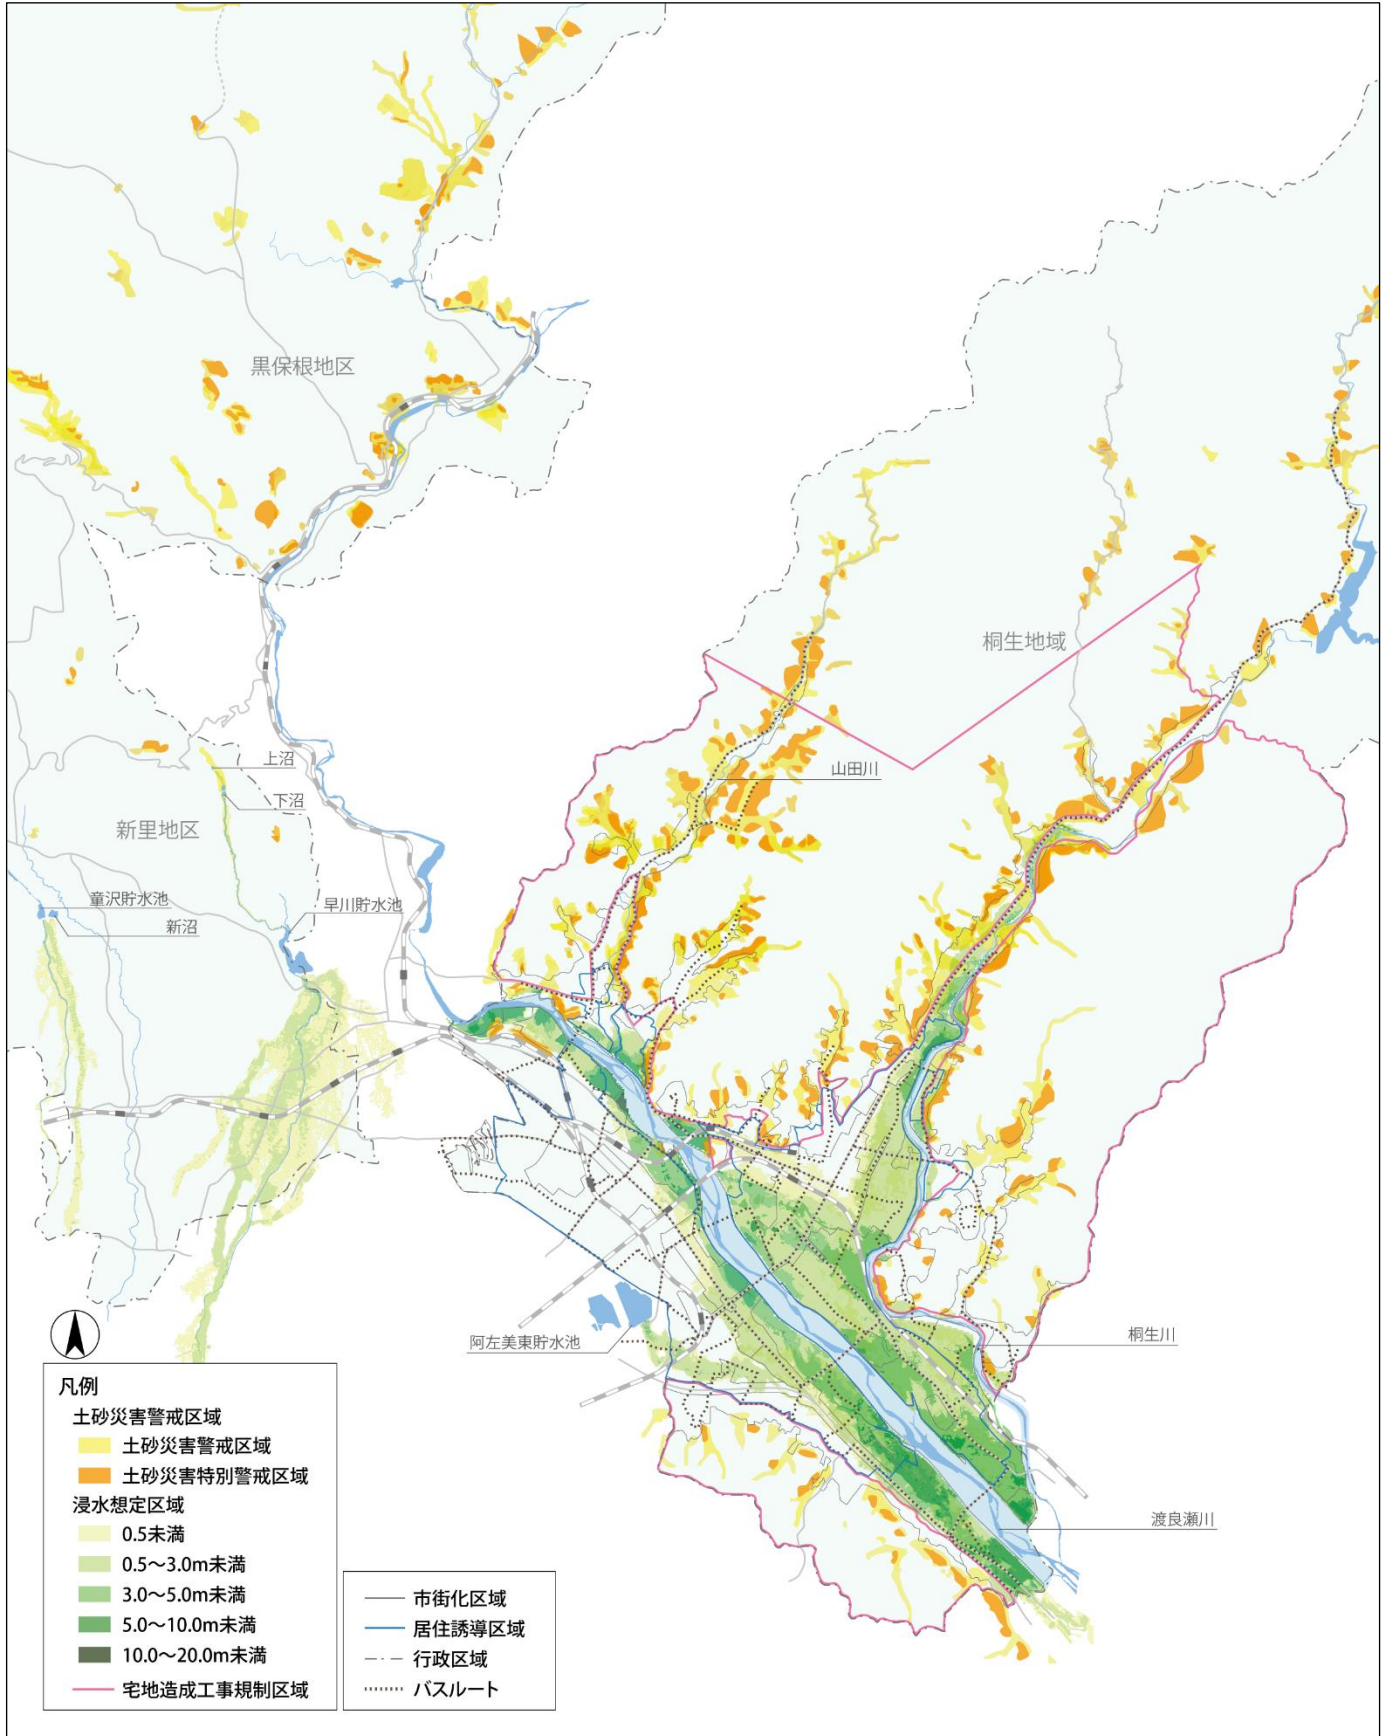 黒保根地区
桐生地域
上沼
山田川
下沼
新里地区
童沢貯水池
早川貯水池
新沼
阿左美東貯水池
桐生川
渡良瀬川
凡例
土砂災害警戒区域
土砂災害警戒区域
土砂災害特別警戒区域
浸水想定区域
0.5未満
0.5～3.0m未満
3.0～5.0m未満
5.0～10.0m未満
10.0～20.0m未満
宅地造成工事規制区域
市街化区域
居住誘導区域
行政区域
バスルート